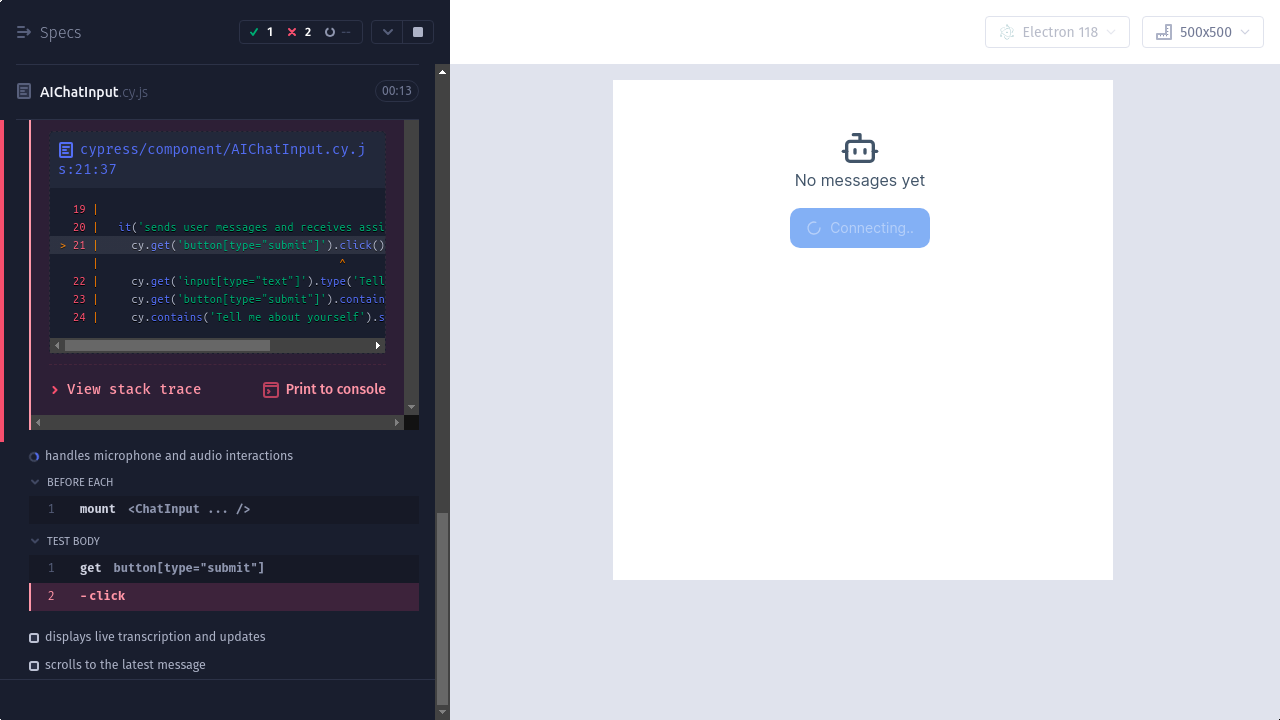 Specs
1
2
--
Electron 118
500x500
AIChatInput.cy.js
00:13
cypress/component/AIChatInput.cy.j
s:21:37
19 |
20 |   it('sends user messages and receives assi
> 21 |     cy.get('button[type="submit"]').click()
|                                     ^
22 |     cy.get('input[type="text"]').type('Tell
23 |     cy.get('button[type="submit"]').contain
24 |     cy.contains('Tell me about yourself').s
View stack trace
Print to console
handles microphone and audio interactions
BEFORE EACH
1 mount <ChatInput ... />
TEST BODY
1 get button[type="submit"]
2 -click
displays live transcription and updates
scrolls to the latest message
No messages yet
Connecting..